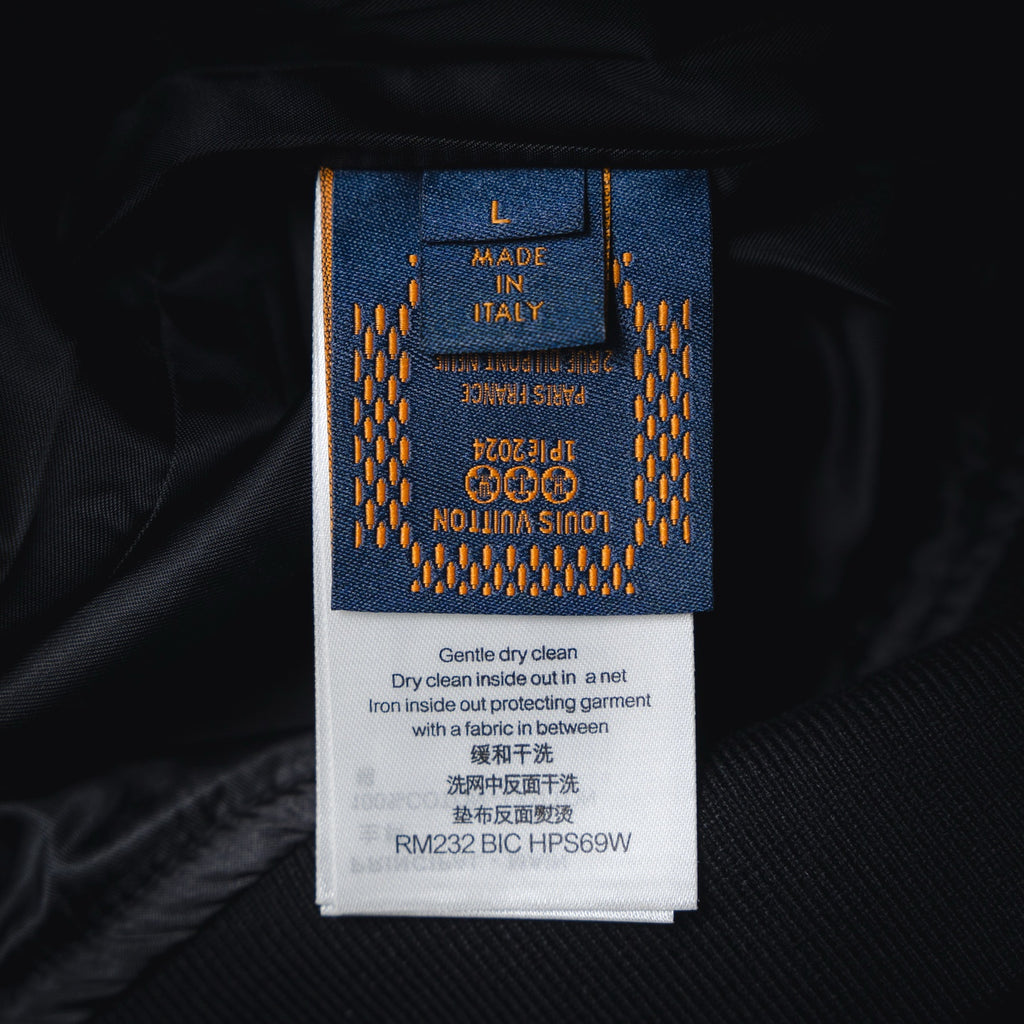 L
MADE
IN
ITALY
2 RUE DU PONT NEUF
PARIS FRANCE
1Plé2024
LOUIS VUITTON
Gentle dry clean
Dry clean inside out in a net
Iron inside out protecting garment
with a fabric in between
缓和干洗
洗网中反面干洗
垫布反面熨烫
RM232 BIC HPS69W